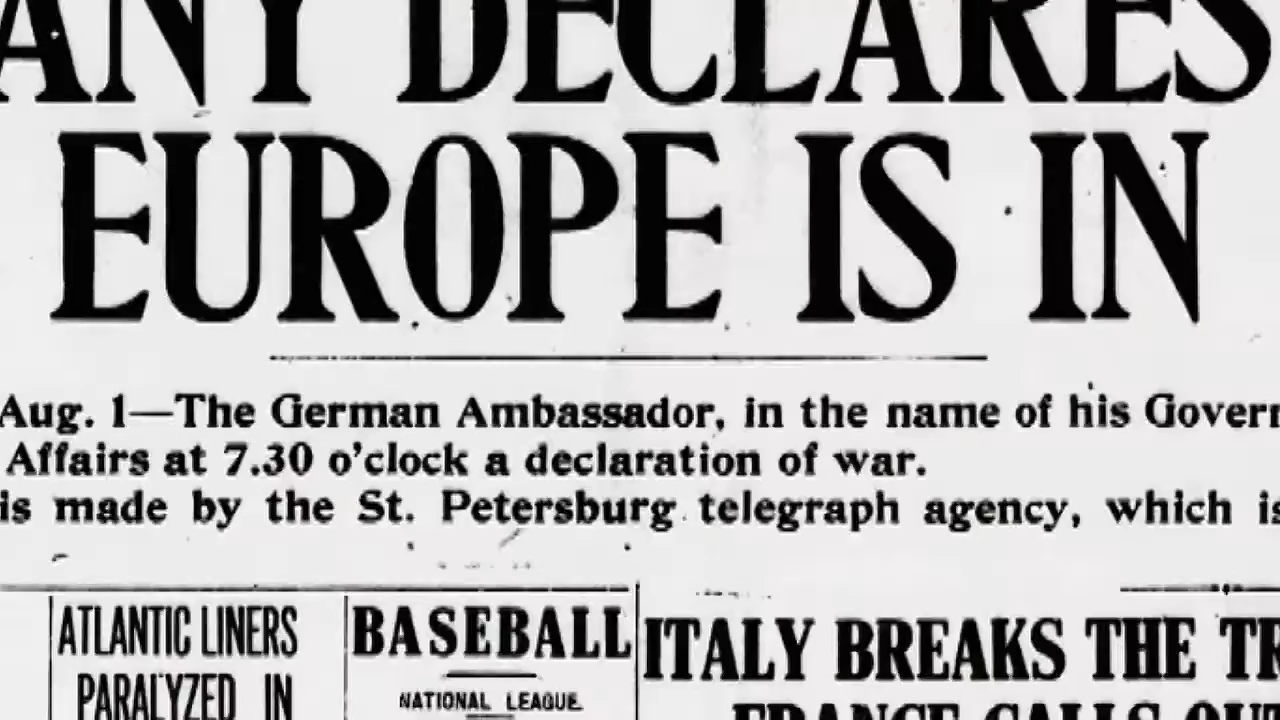 ANY DECLARES
EUROPE IS IN
Aug. 1—The German Ambassador, in the name of his Govern
Affairs at 7.30 o'clock a declaration of war.
is made by the St. Petersburg telegraph agency, which is
ATLANTIC LINERS
PARALYZED IN
BASEBALL
NATIONAL LEAGUE.
ITALY BREAKS THE TR
FRANCE CALLS OUT